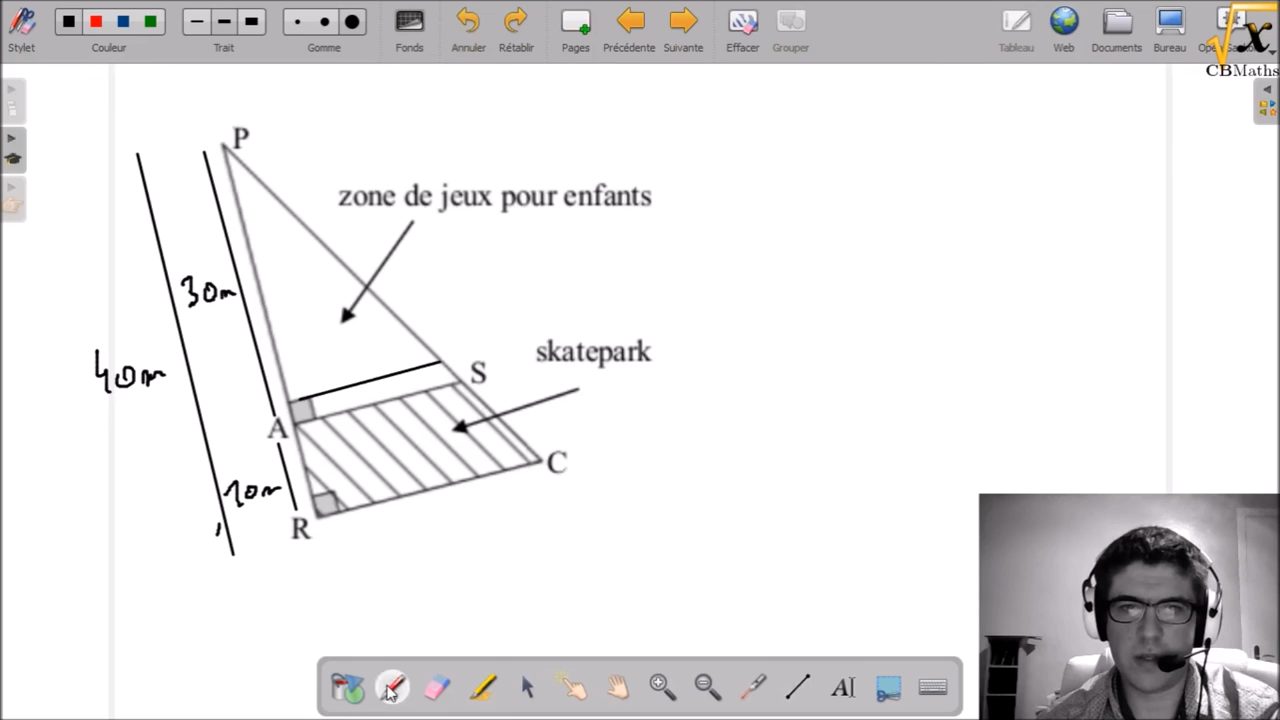 Stylet
Couleur
Trait
Gomme
Fonds
Annuler
Rétablir
Pages
Précédente
Suivante
Effacer
Grouper
Tableau
Web
Documents
Bureau
x
CBMaths
P
zone de jeux pour enfants
30m
skatepark
40m
S
A
C
10m
R
AI